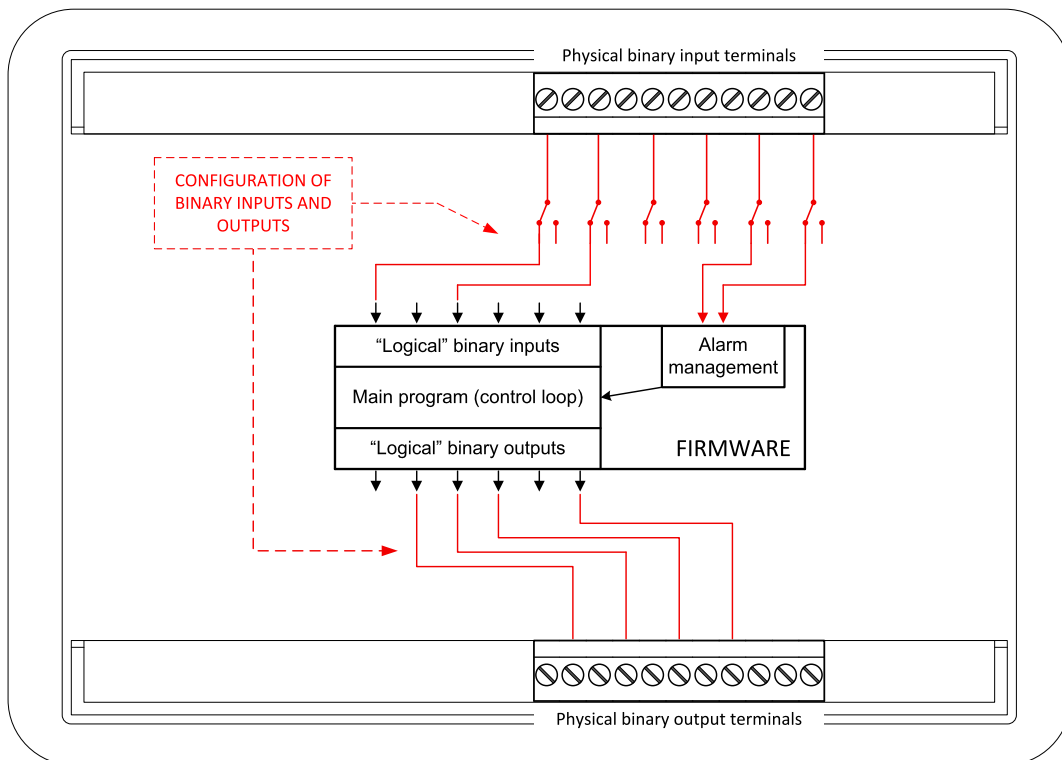 Physical binary input terminals
CONFIGURATION OF
BINARY INPUTS AND
OUTPUTS
“Logical” binary inputs
Alarm
management
Main program (control loop)
“Logical” binary outputs
FIRMWARE
Physical binary output terminals